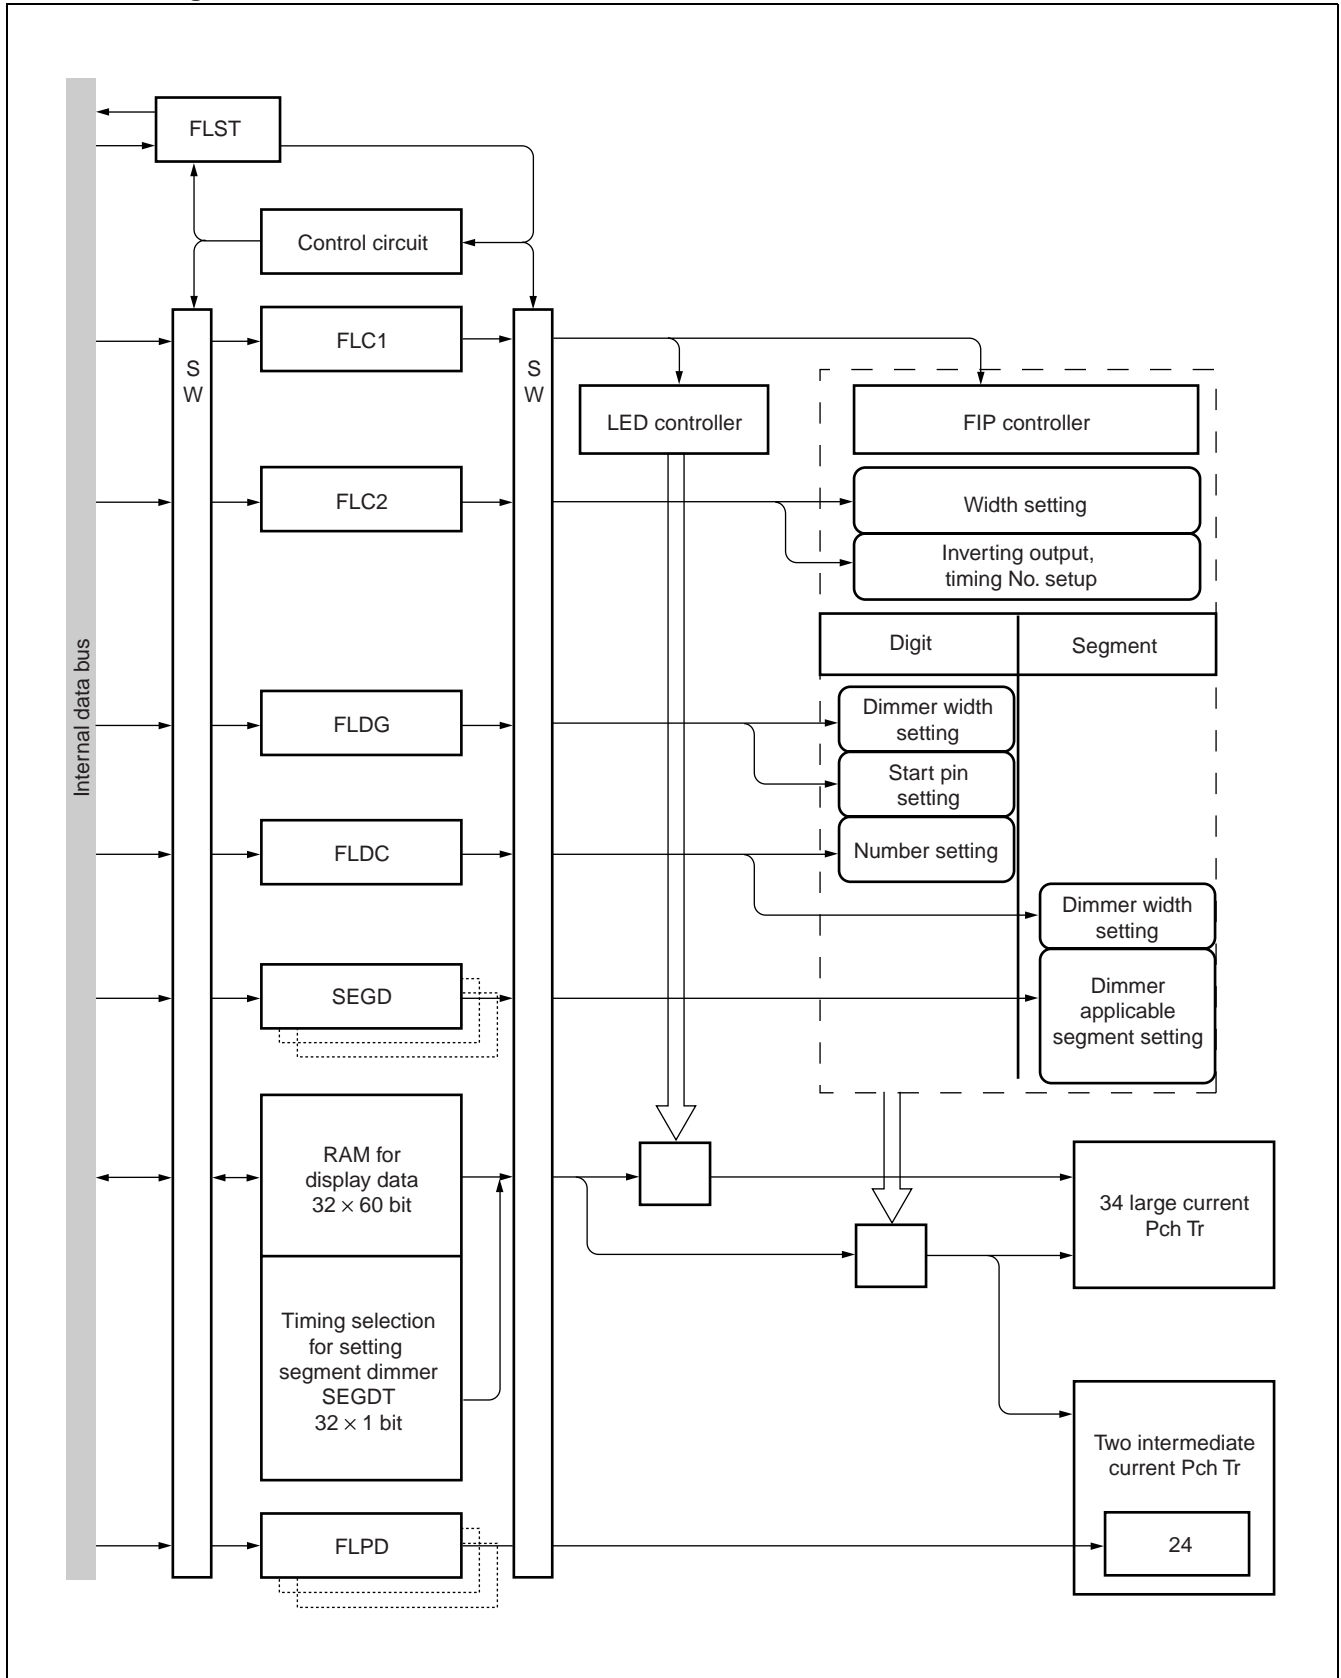 FLST
Control circuit
FLC1
S
W
S
W
LED controller
FIP controller
FLC2
Width setting
Inverting output,
timing No. setup
Internal data bus
Digit
Segment
FLDG
Dimmer width
setting
Start pin
setting
FLDC
Number setting
Dimmer width
setting
SEGD
Dimmer
applicable
segment setting
RAM for
display data
32 × 60 bit
34 large current
Pch Tr
Timing selection
for setting
segment dimmer
SEGDT
32 × 1 bit
Two intermediate
current Pch Tr
FLPD
24